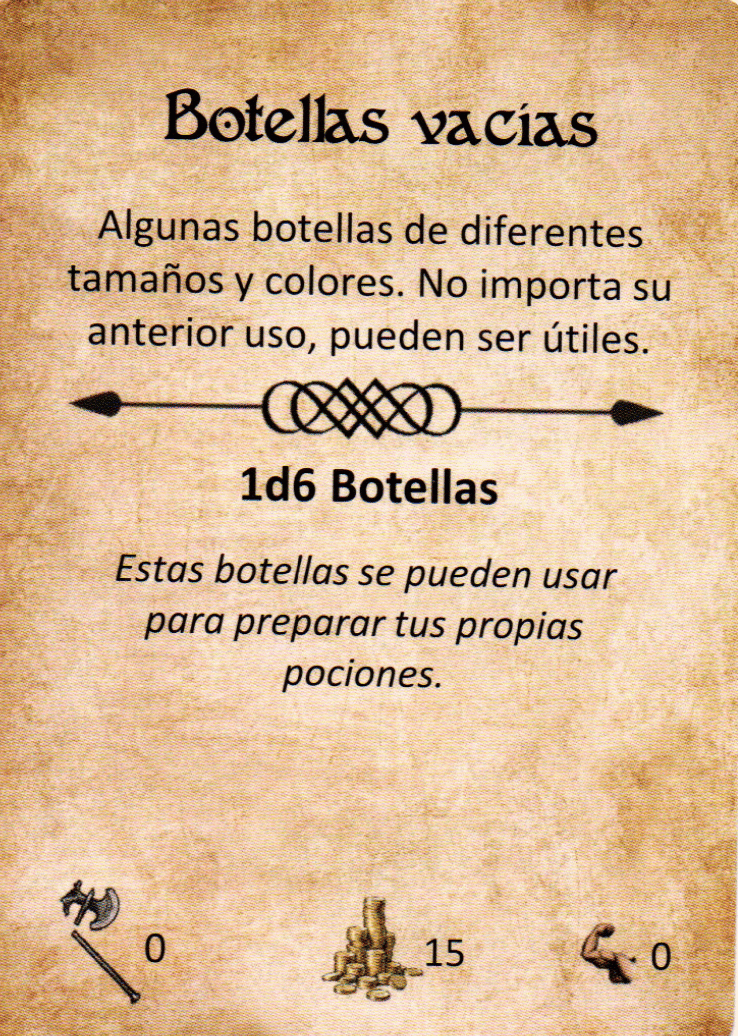 Botellas vacías
Algunas botellas de diferentes
tamaños y colores. No importa su
anterior uso, pueden ser útiles.
1d6 Botellas
Estas botellas se pueden usar
para preparar tus propias
pociones.
0 15 0